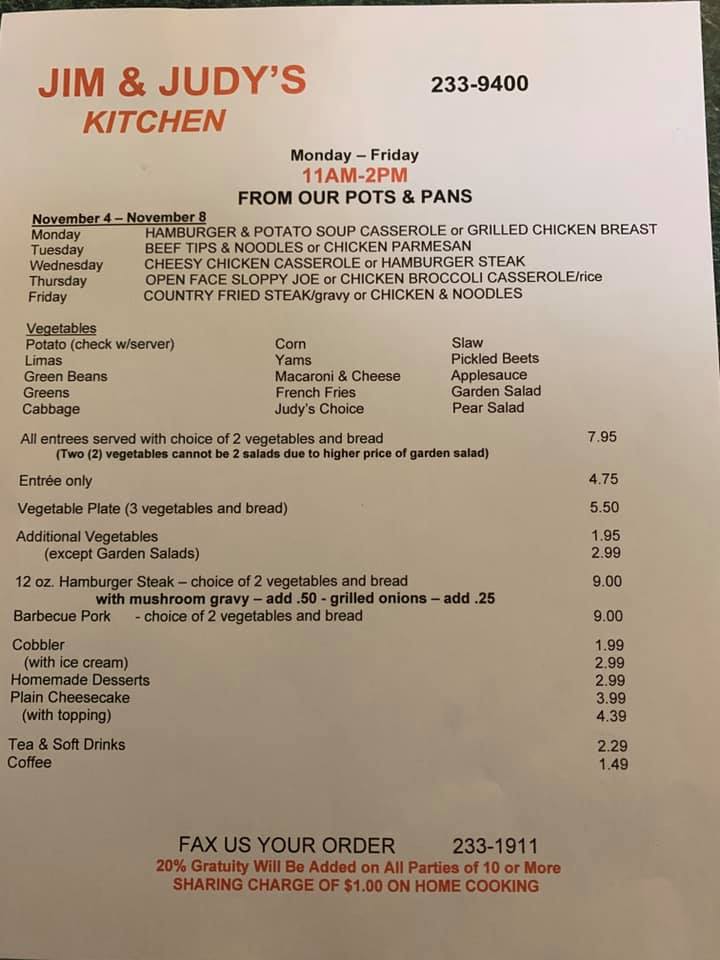 JIM & JUDY'S 233-9400
KITCHEN
Monday – Friday
11AM-2PM
FROM OUR POTS & PANS
November 4 – November 8
Monday HAMBURGER & POTATO SOUP CASSEROLE or GRILLED CHICKEN BREAST
Tuesday BEEF TIPS & NOODLES or CHICKEN PARMESAN
Wednesday CHEESY CHICKEN CASSEROLE or HAMBURGER STEAK
Thursday OPEN FACE SLOPPY JOE or CHICKEN BROCCOLI CASSEROLE/rice
Friday COUNTRY FRIED STEAK/gravy or CHICKEN & NOODLES
Vegetables
Potato (check w/server) Corn Slaw
Limas Yams Pickled Beets
Green Beans Macaroni & Cheese Applesauce
Greens French Fries Garden Salad
Cabbage Judy's Choice Pear Salad
All entrees served with choice of 2 vegetables and bread 7.95
(Two (2) vegetables cannot be 2 salads due to higher price of garden salad)
Entrée only 4.75
Vegetable Plate (3 vegetables and bread) 5.50
Additional Vegetables 1.95
(except Garden Salads) 2.99
12 oz. Hamburger Steak – choice of 2 vegetables and bread 9.00
with mushroom gravy – add .50 - grilled onions – add .25
Barbecue Pork - choice of 2 vegetables and bread 9.00
Cobbler 1.99
(with ice cream) 2.99
Homemade Desserts 2.99
Plain Cheesecake 3.99
(with topping) 4.39
Tea & Soft Drinks 2.29
Coffee 1.49
FAX US YOUR ORDER 233-1911
20% Gratuity Will Be Added on All Parties of 10 or More
SHARING CHARGE OF $1.00 ON HOME COOKING